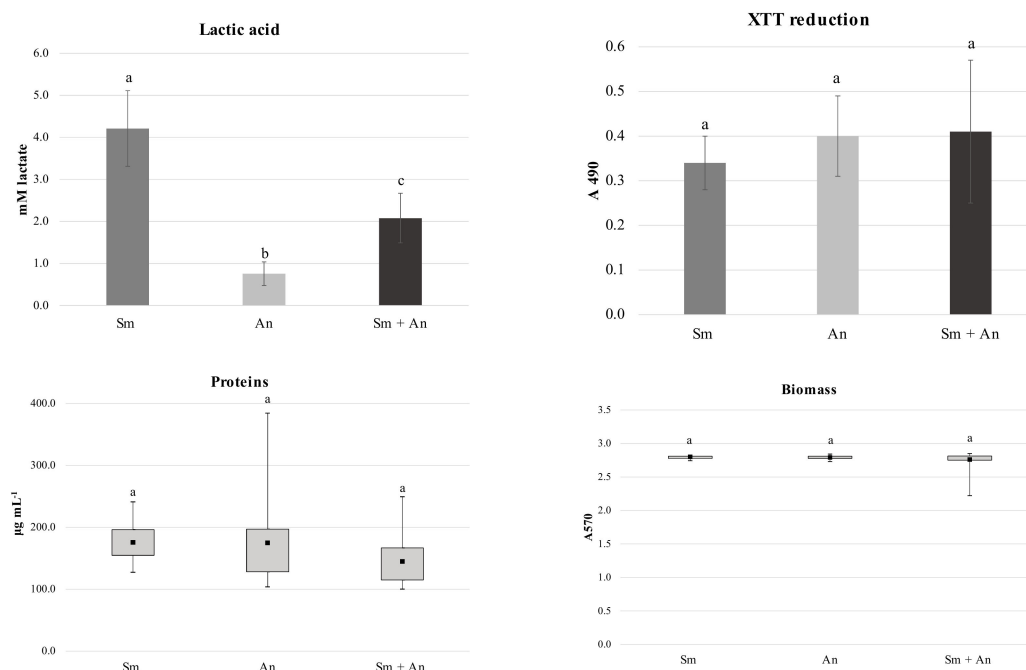 Lactic acid
6.0
5.0
4.0
3.0
2.0
1.0
0.0
mM lactate
a
b
c
Sm
An
Sm + An
XTT reduction
0.6
0.5
0.4
0.3
0.2
0.1
0.0
A 490
a
a
a
Sm
An
Sm + An
Proteins
400.0
300.0
200.0
100.0
0.0
µg mL⁻¹
a
a
a
Sm
An
Sm + An
Biomass
3.5
3.0
2.5
2.0
1.5
1.0
0.5
0.0
A570
a
a
a
Sm
An
Sm + An